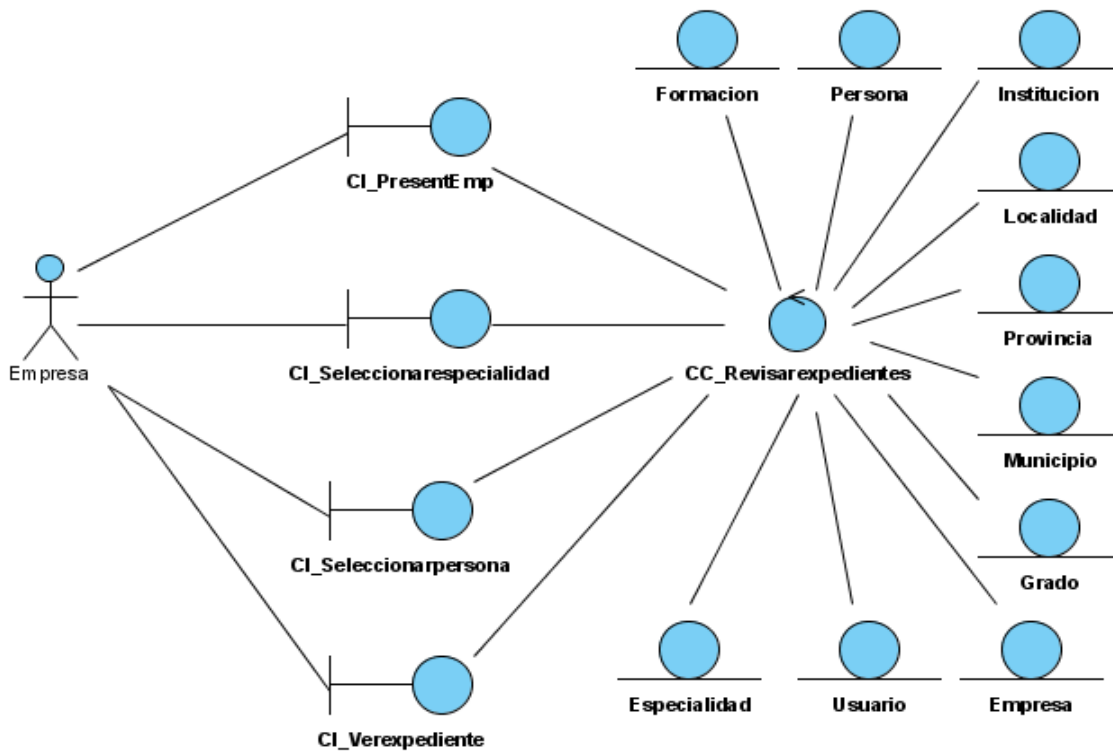 Formacion
Persona
Institucion
CI_PresentEmp
Localidad
Empresa
CI_Seleccionarespecialidad
CC_Revisarexpedientes
Provincia
Municipio
CI_Seleccionarpersona
Grado
CI_Verexpediente
Especialidad
Usuario
Empresa